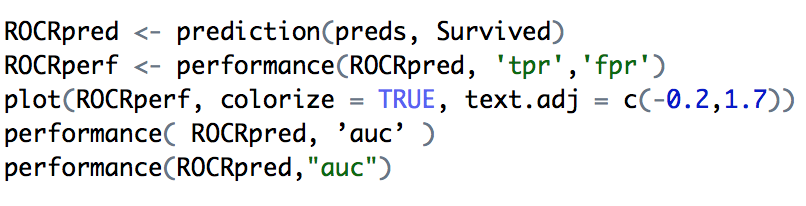 ROCRpred <- prediction(preds, Survived)
ROCRperf <- performance(ROCRpred, 'tpr','fpr')
plot(ROCRperf, colorize = TRUE, text.adj = c(-0.2,1.7))
performance( ROCRpred, ’auc’ )
performance(ROCRpred,"auc")